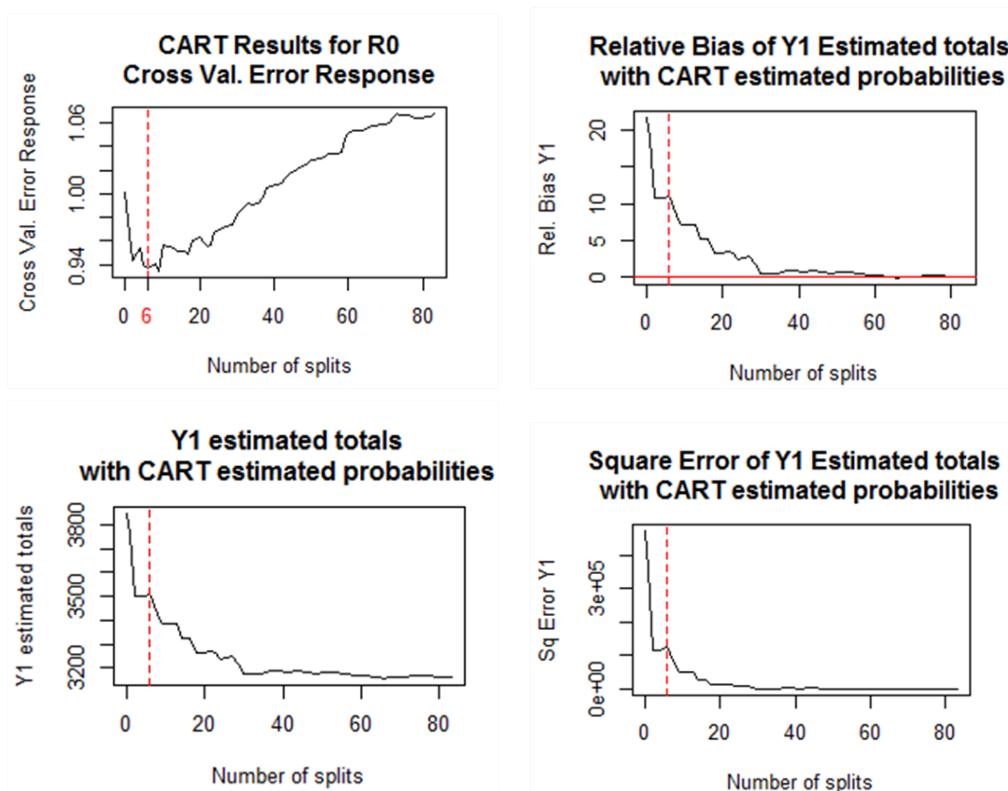 CART Results for R0
Cross Val. Error Response
Cross Val. Error Response
1.06
1.00
0.94
0 6 20 40 60 80
Number of splits
Relative Bias of Y1 Estimated totals
with CART estimated probabilities
Rel. Bias Y1
20
10
5
0
0 20 40 60 80
Number of splits
Y1 estimated totals
with CART estimated probabilities
Y1 estimated totals
3800
3500
3200
0 20 40 60 80
Number of splits
Square Error of Y1 Estimated totals
with CART estimated probabilities
Sq Error Y1
3e+05
0e+00
0 20 40 60 80
Number of splits